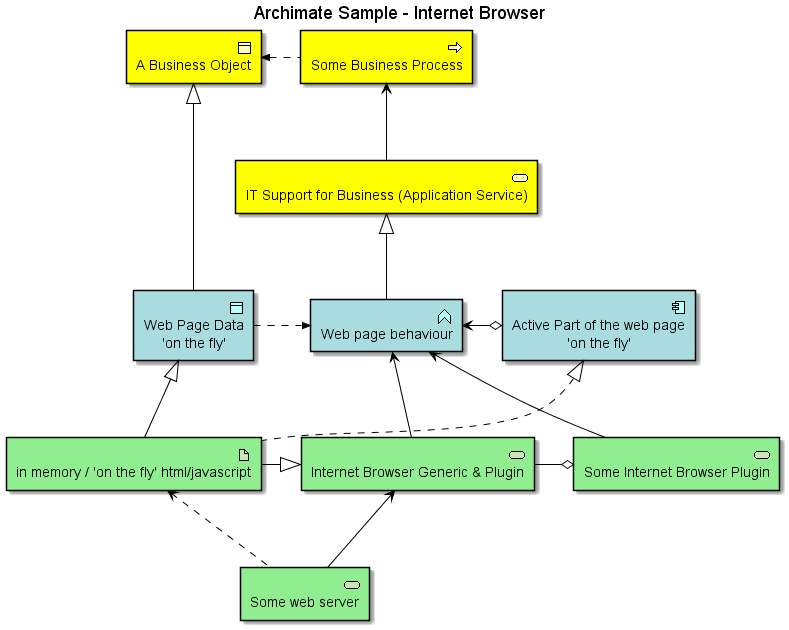 Archimate Sample - Internet Browser
A Business Object
Some Business Process
IT Support for Business (Application Service)
Web Page Data
'on the fly'
Web page behaviour
Active Part of the web page
'on the fly'
in memory / 'on the fly' html/javascript
Internet Browser Generic & Plugin
Some Internet Browser Plugin
Some web server